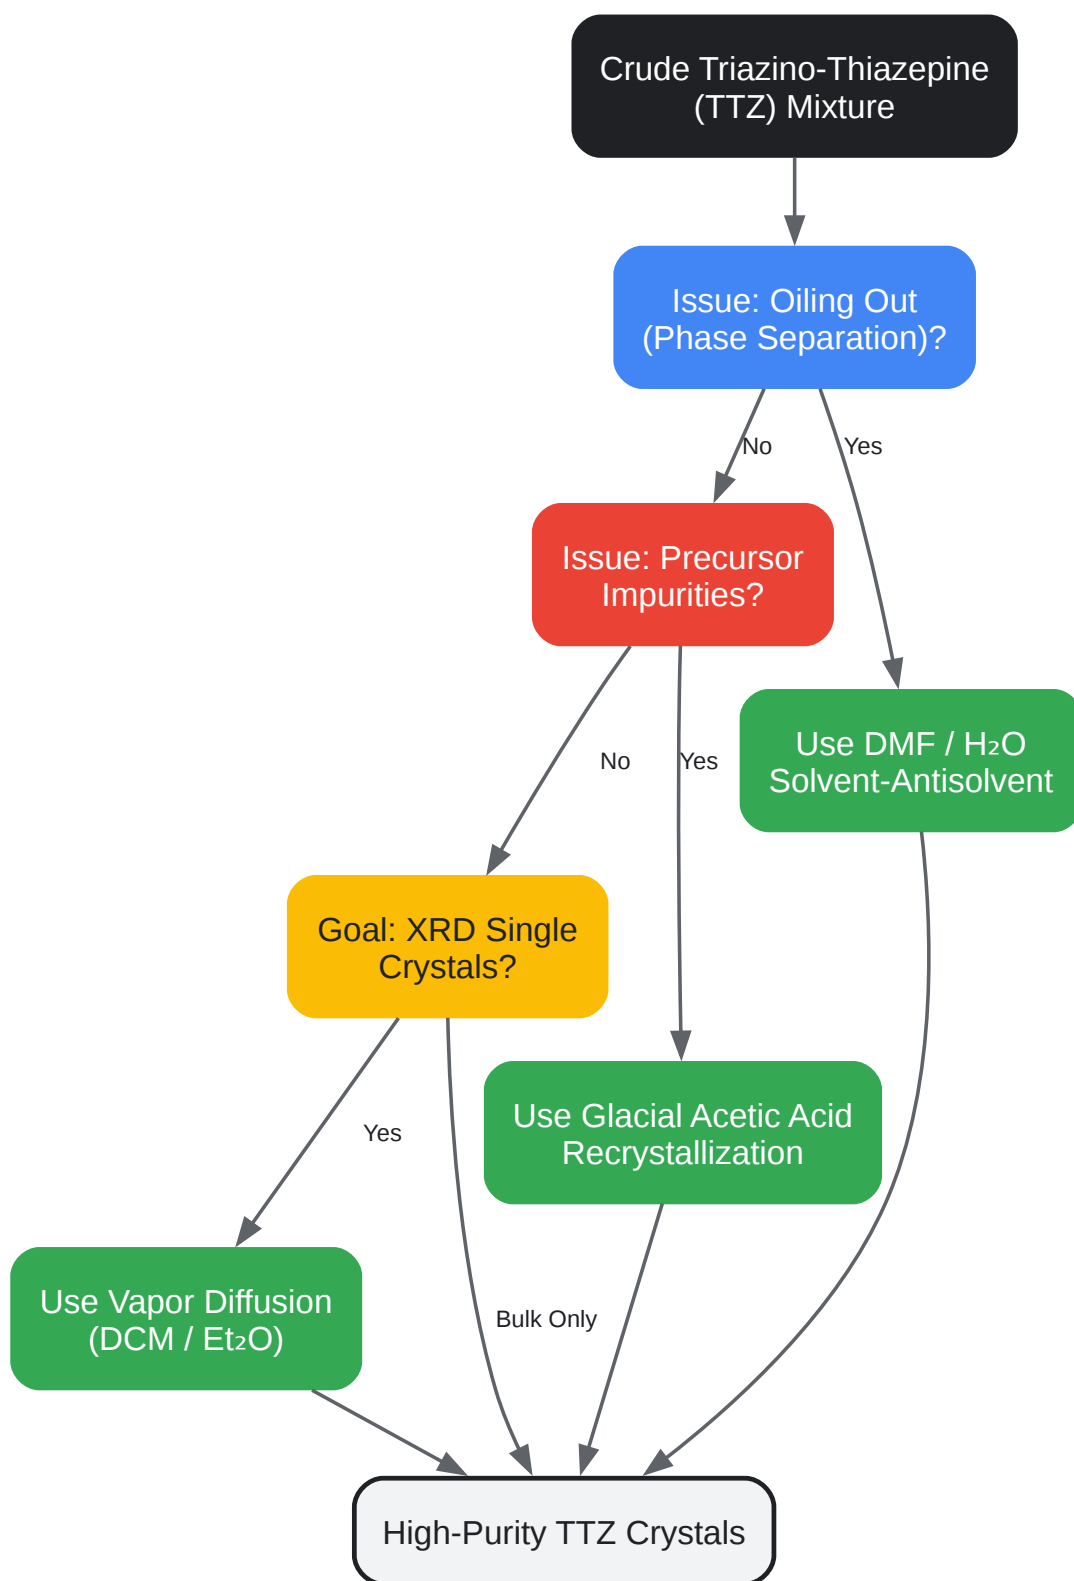 Crude Triazino-Thiazepine
(TTZ) Mixture
Issue: Oiling Out
(Phase Separation)?
No
Yes
Issue: Precursor
Impurities?
Use DMF / H₂O
Solvent-Antisolvent
No
Yes
Goal: XRD Single
Crystals?
Use Glacial Acetic Acid
Recrystallization
Yes
Use Vapor Diffusion
(DCM / Et₂O)
Bulk Only
High-Purity TTZ Crystals